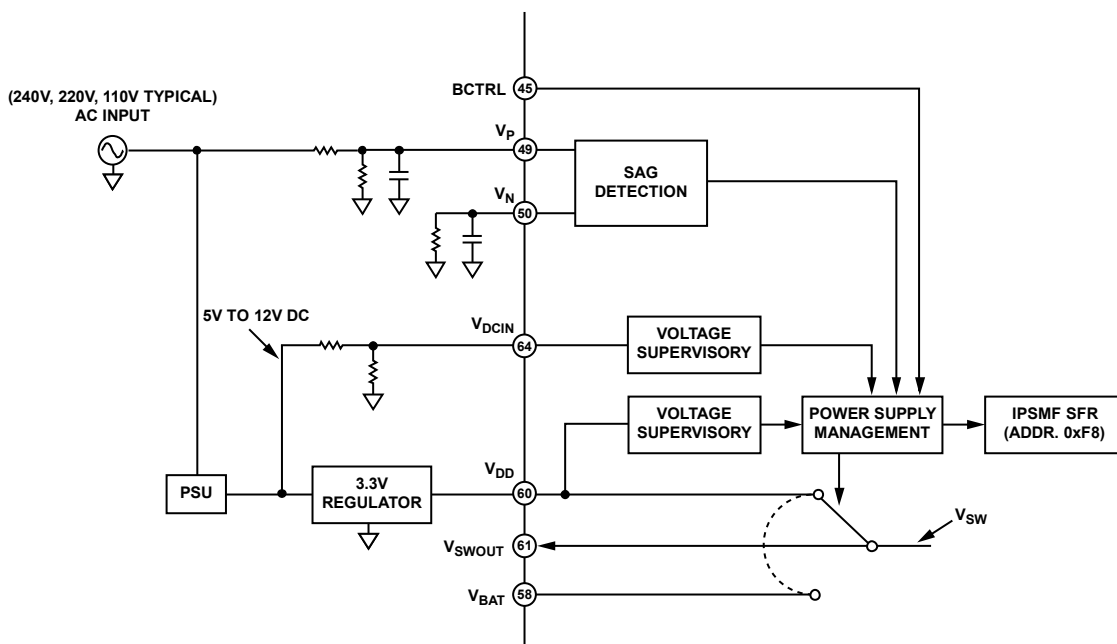 (240V, 220V, 110V TYPICAL)
AC INPUT
BCTRL
45
VP
49
SAG
DETECTION
VN
50
5V TO 12V DC
VDCIN
64
VOLTAGE
SUPERVISORY
VOLTAGE
SUPERVISORY
POWER SUPPLY
MANAGEMENT
IPSMF SFR
(ADDR. 0xF8)
PSU
3.3V
REGULATOR
VDD
60
VSWOUT
61
VSW
VBAT
58